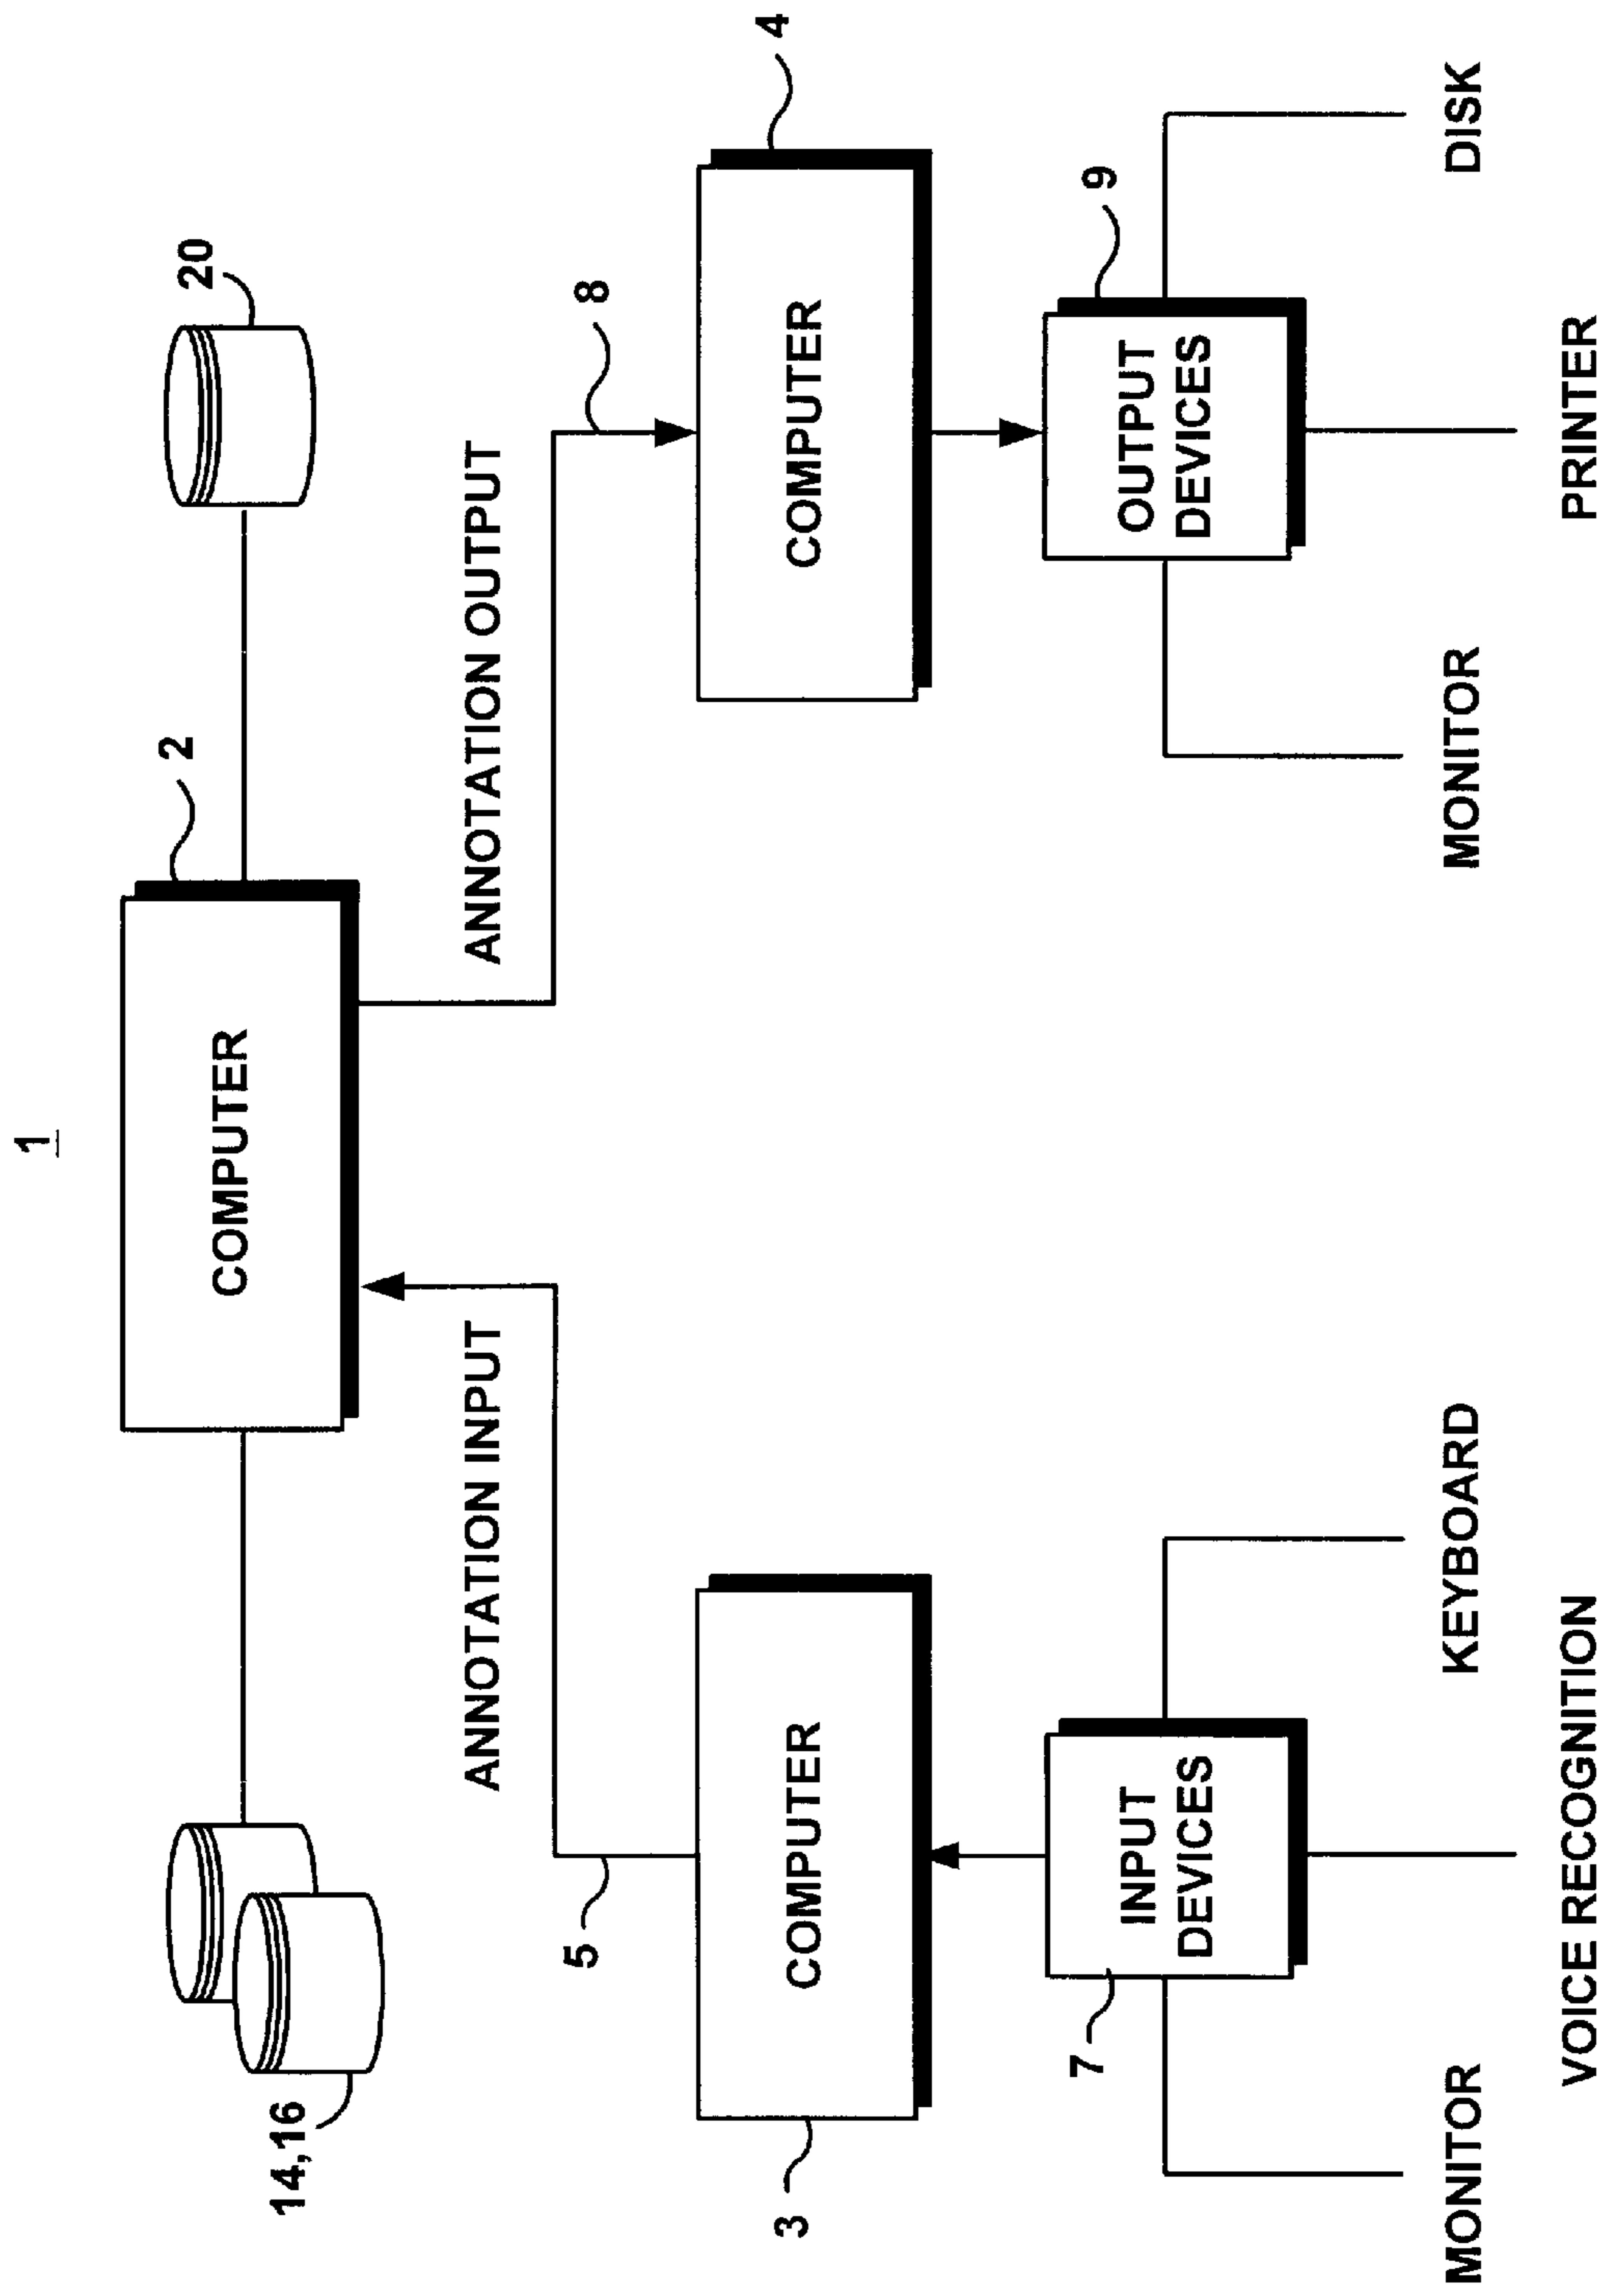 1
2
20
COMPUTER
14,16
ANNOTATION INPUT
ANNOTATION OUTPUT
5
8
3
COMPUTER
4
COMPUTER
7
INPUT
DEVICES
9
OUTPUT
DEVICES
MONITOR
KEYBOARD
MONITOR
DISK
VOICE RECOGNITION
PRINTER